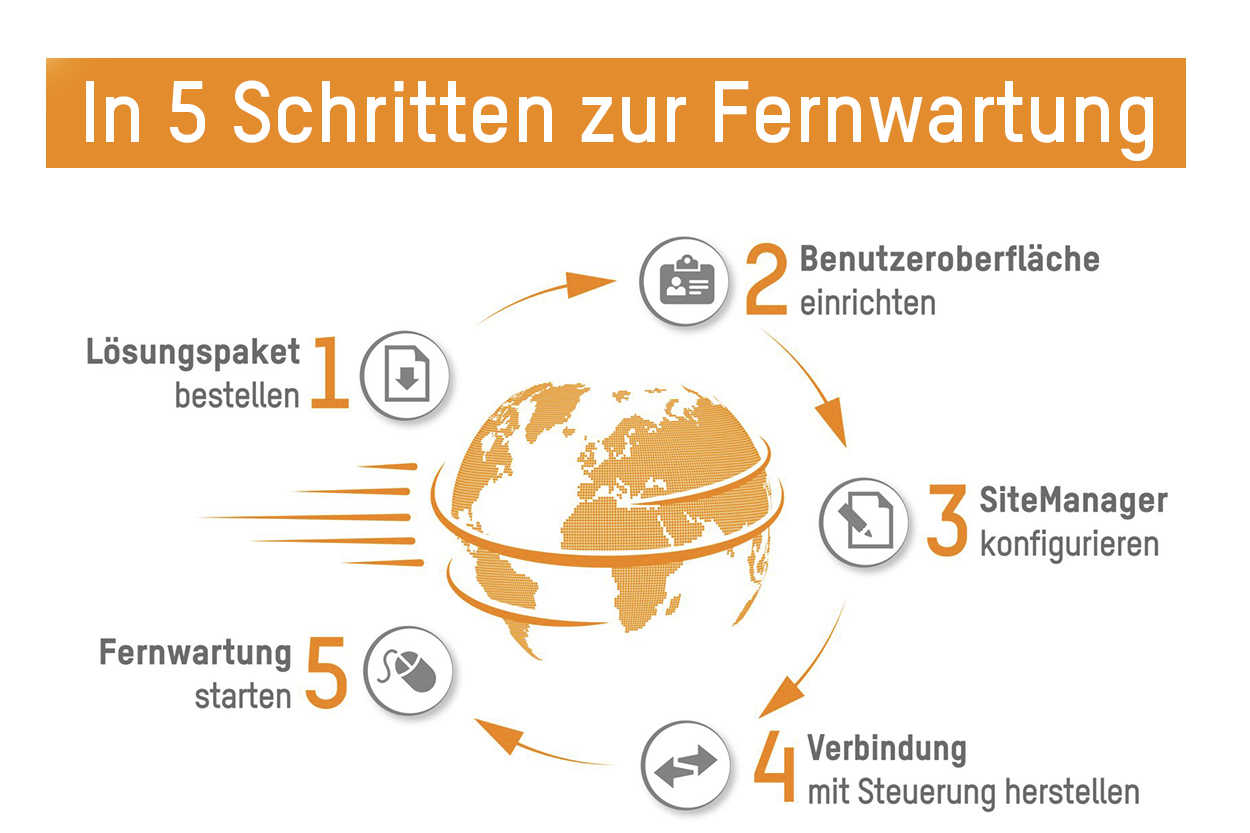 In 5 Schritten zur Fernwartung
1
Lösungspaket
bestellen
2
Benutzeroberfläche
einrichten
3
SiteManager
konfigurieren
4
Verbindung
mit Steuerung herstellen
5
Fernwartung
starten